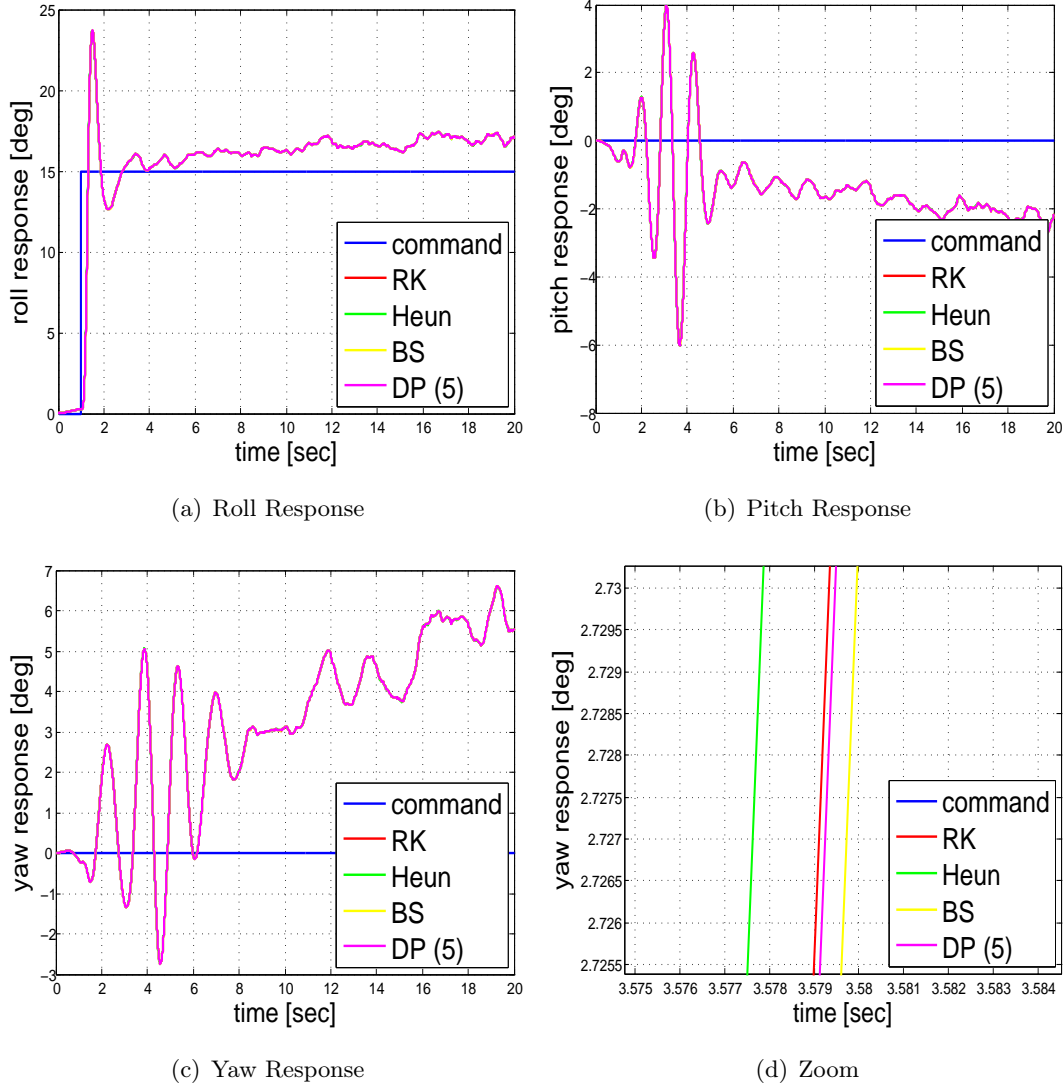 25
20
15
10
5
0
roll response [deg]
command
RK
Heun
BS
DP (5)
0 2 4 6 8 10 12 14 16 18 20
time [sec]
(a) Roll Response
4
2
0
−2
−4
−6
−8
pitch response [deg]
command
RK
Heun
BS
DP (5)
0 2 4 6 8 10 12 14 16 18 20
time [sec]
(b) Pitch Response
7
6
5
4
3
2
1
0
−1
−2
−3
yaw response [deg]
command
RK
Heun
BS
DP (5)
0 2 4 6 8 10 12 14 16 18 20
time [sec]
(c) Yaw Response
2.73
2.7295
2.729
2.7285
2.728
2.7275
2.727
2.7265
2.726
2.7255
yaw response [deg]
command
RK
Heun
BS
DP (5)
3.575 3.576 3.577 3.578 3.579 3.58 3.581 3.582 3.583 3.584
time [sec]
(d) Zoom